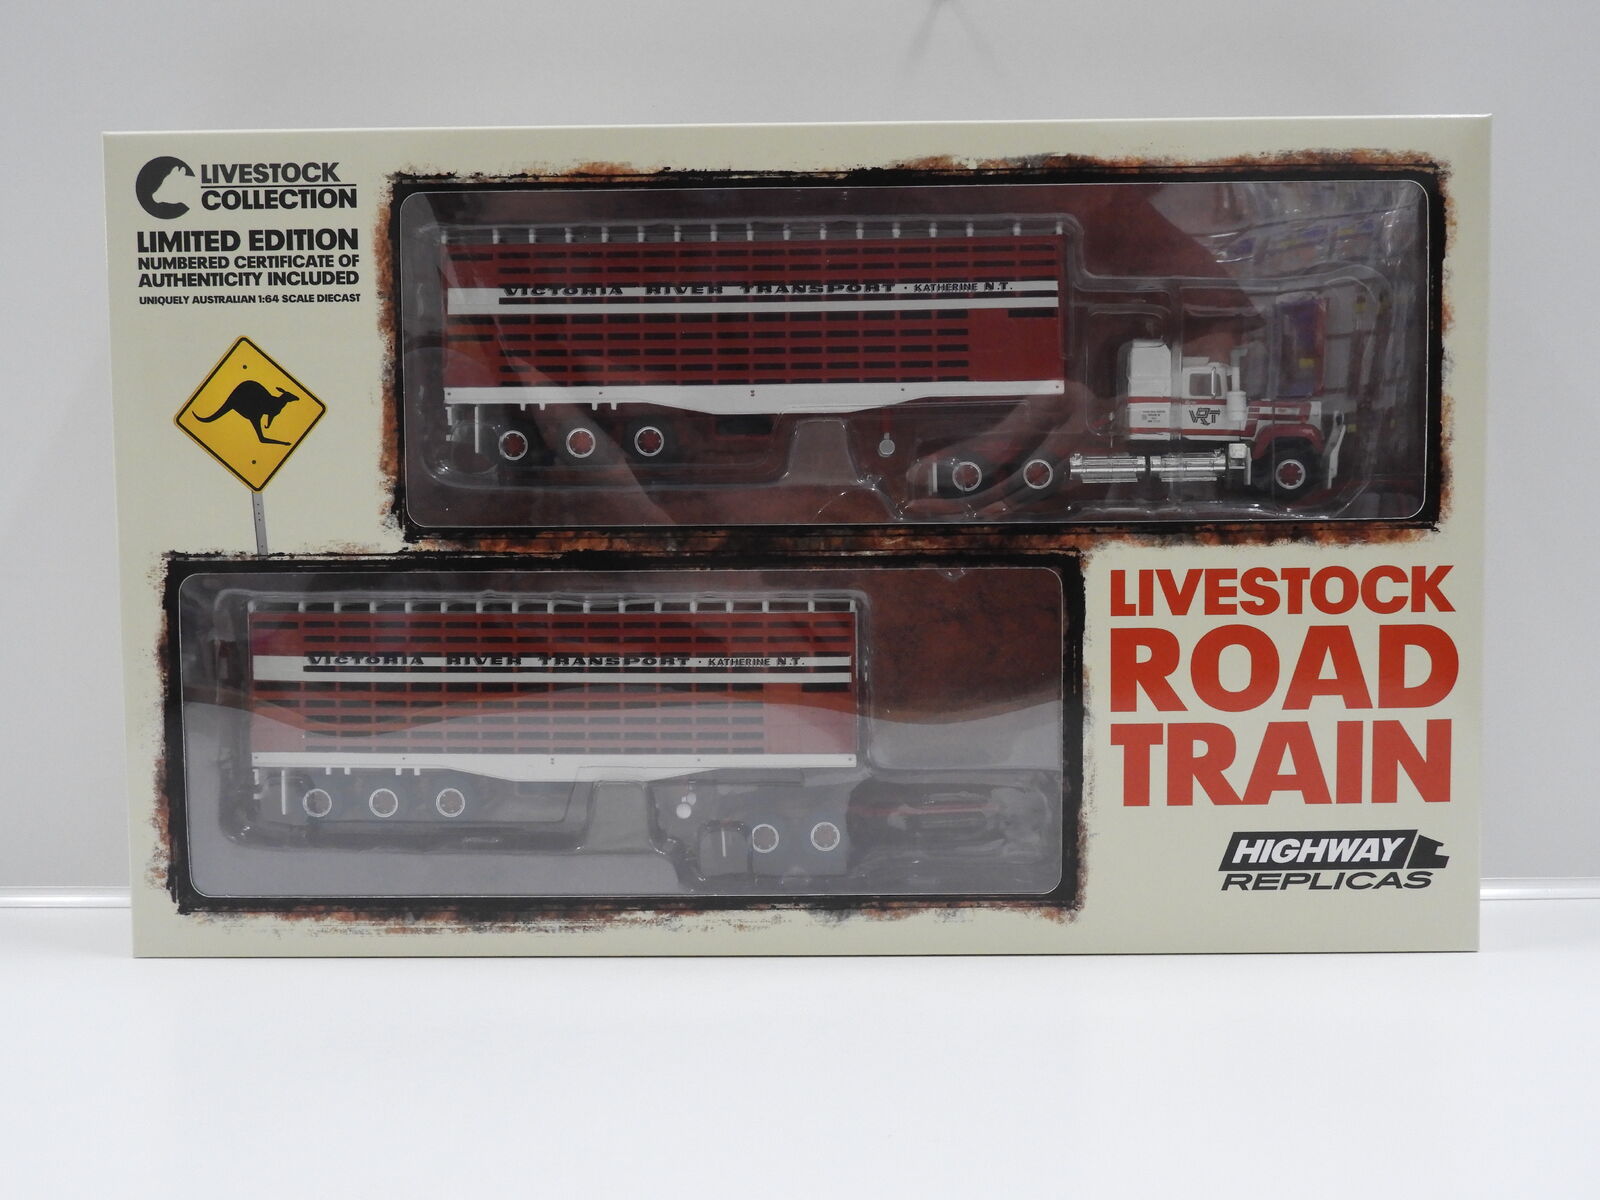 LIVESTOCK
COLLECTION
LIMITED EDITION
NUMBERED CERTIFICATE OF
AUTHENTICITY INCLUDED
UNIQUELY AUSTRALIAN 1:64 SCALE DIECAST
VICTORIA RIVER TRANSPORT · KATHERINE N.T.
VRT
VICTORIA RIVER TRANSPORT · KATHERINE N.T.
LIVESTOCK
ROAD
TRAIN
HIGHWAY
REPLICAS